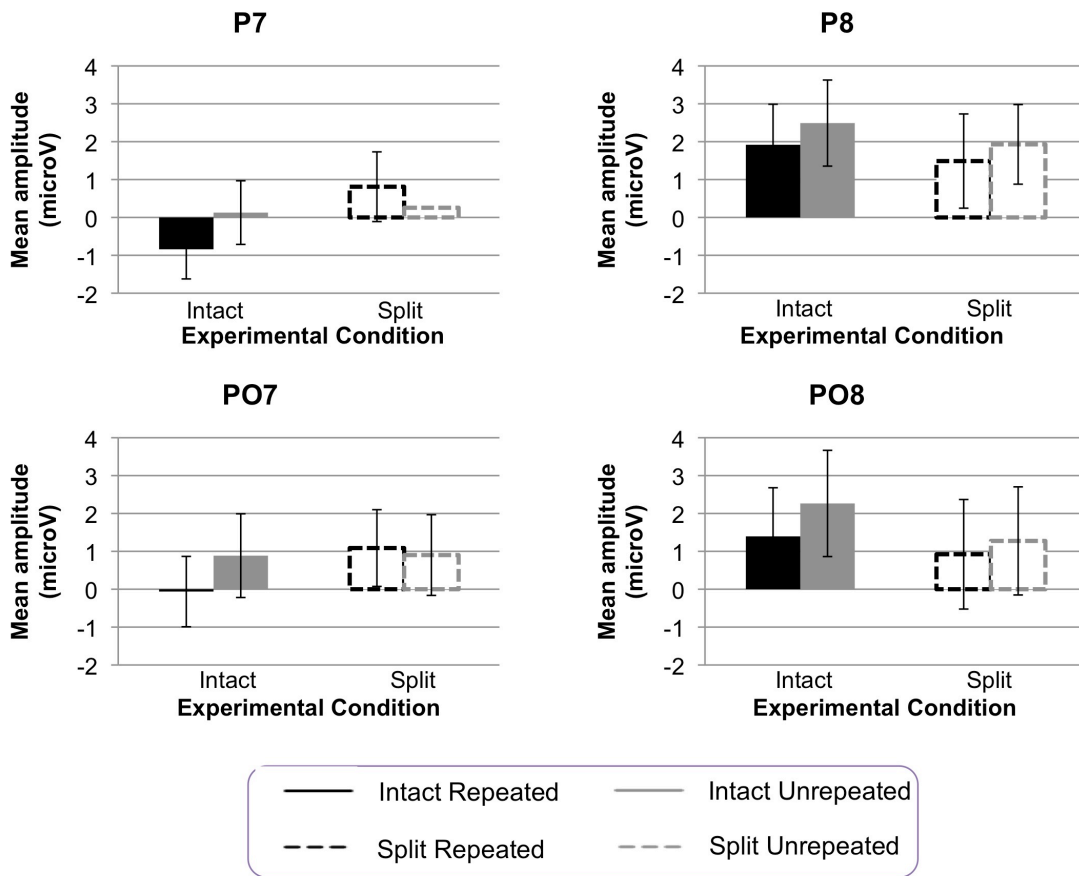 P7
P8
4
3
2
1
0
-1
-2
Mean amplitude
(microV)
Intact
Split
Experimental Condition
4
3
2
1
0
-1
-2
Mean amplitude
(microV)
Intact
Split
Experimental Condition
PO7
PO8
4
3
2
1
0
-1
-2
Mean amplitude
(microV)
Intact
Split
Experimental Condition
4
3
2
1
0
-1
-2
Mean amplitude
(microV)
Intact
Split
Experimental Condition
Intact Repeated
Intact Unrepeated
Split Repeated
Split Unrepeated